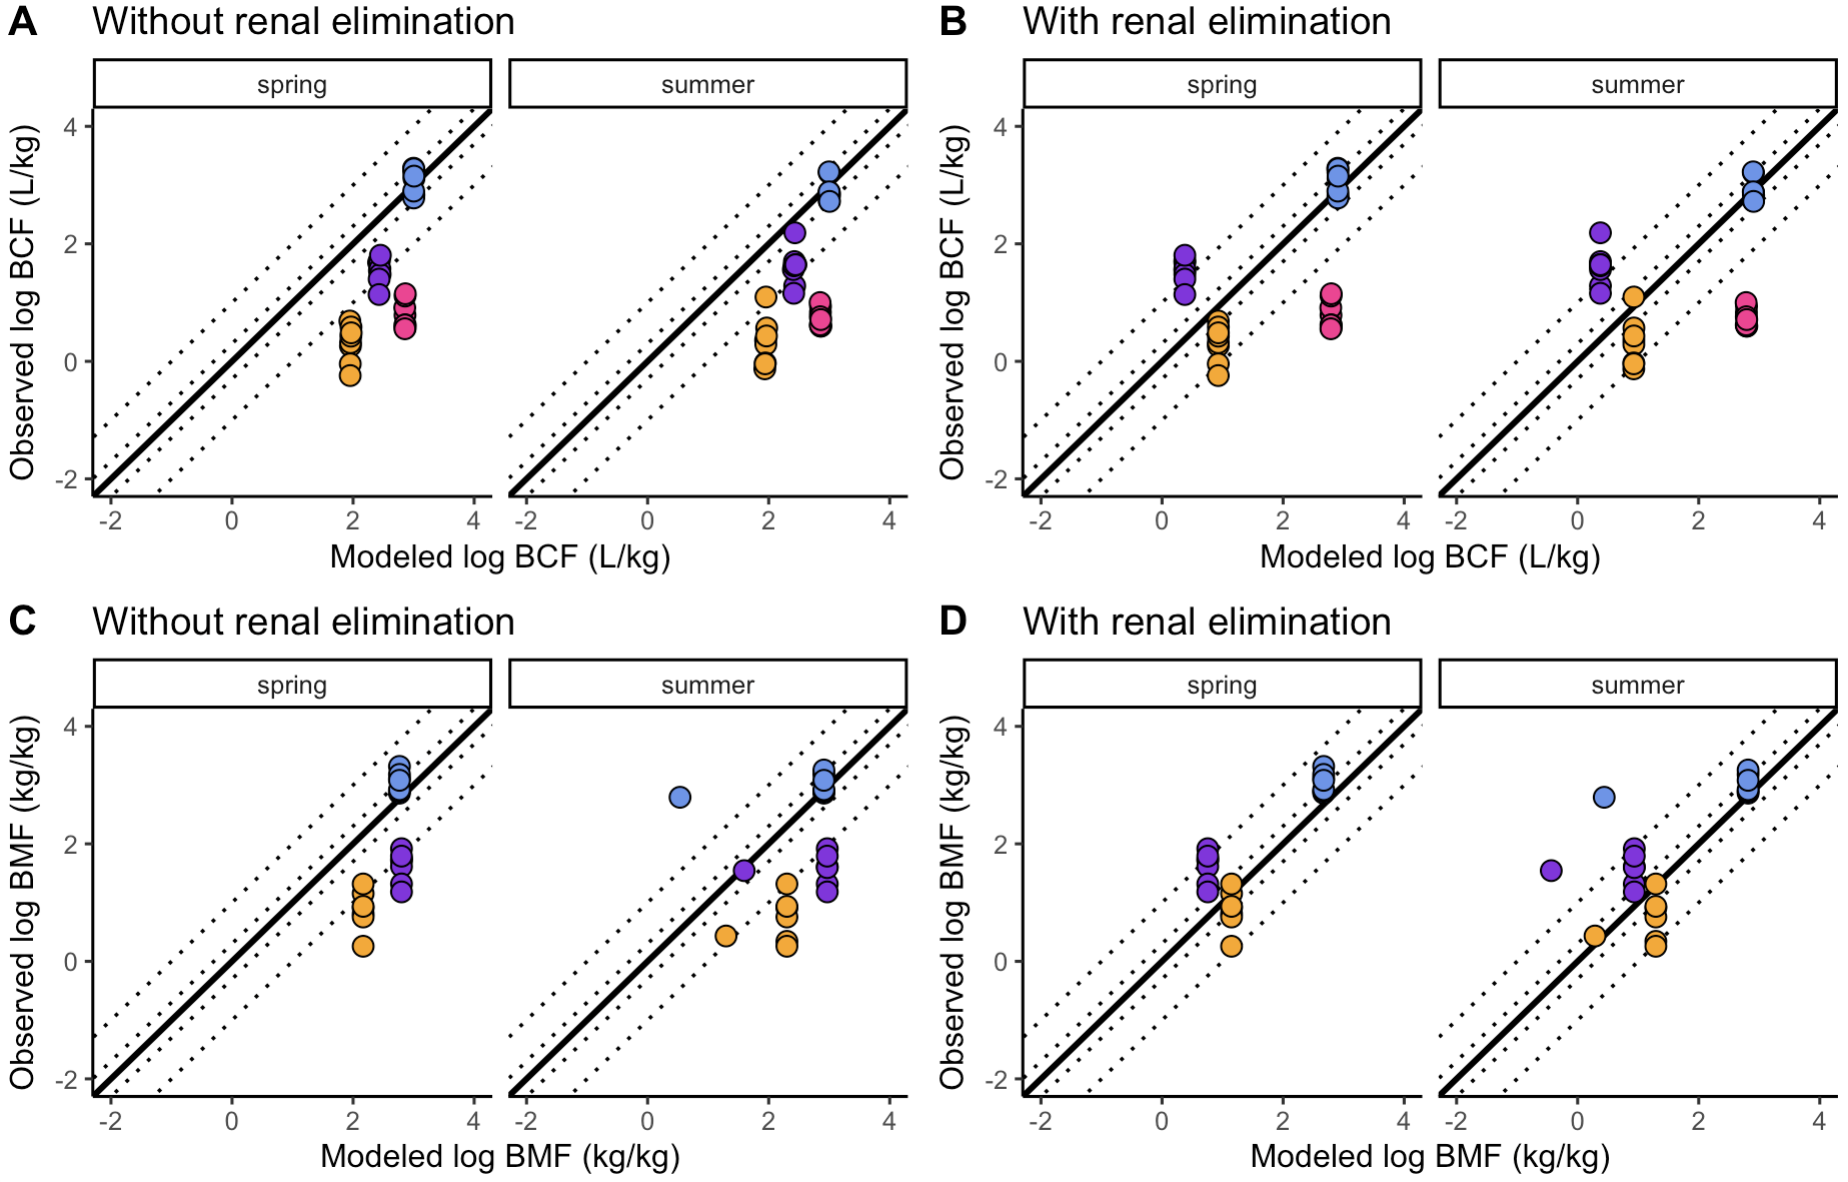 A Without renal elimination
B With renal elimination
spring
summer
spring
summer
Observed log BCF (L/kg)
4
2
0
-2
-2 0 2 4
-2 0 2 4
Modeled log BCF (L/kg)
Observed log BCF (L/kg)
4
2
0
-2
-2 0 2 4
-2 0 2 4
Modeled log BCF (L/kg)
C Without renal elimination
D With renal elimination
spring
summer
spring
summer
Observed log BMF (kg/kg)
4
2
0
-2
-2 0 2 4
-2 0 2 4
Modeled log BMF (kg/kg)
Observed log BMF (kg/kg)
4
2
0
-2
-2 0 2 4
-2 0 2 4
Modeled log BMF (kg/kg)